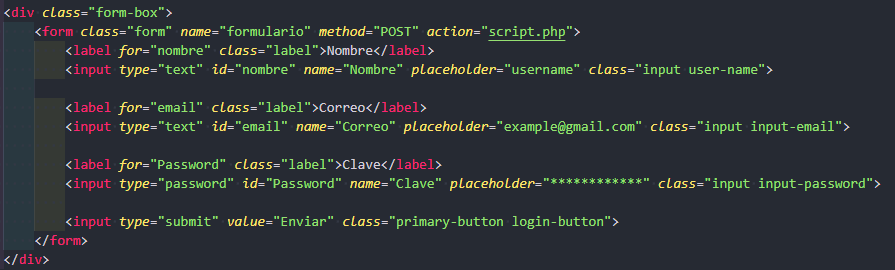 <div class="form-box">
<form class="form" name="formulario" method="POST" action="script.php">
<label for="nombre" class="label">Nombre</label>
<input type="text" id="nombre" name="Nombre" placeholder="username" class="input user-name">
<label for="email" class="label">Correo</label>
<input type="text" id="email" name="Correo" placeholder="example@gmail.com" class="input input-email">
<label for="Password" class="label">Clave</label>
<input type="password" id="Password" name="Clave" placeholder="************" class="input input-password">
<input type="submit" value="Enviar" class="primary-button login-button">
</form>
</div>